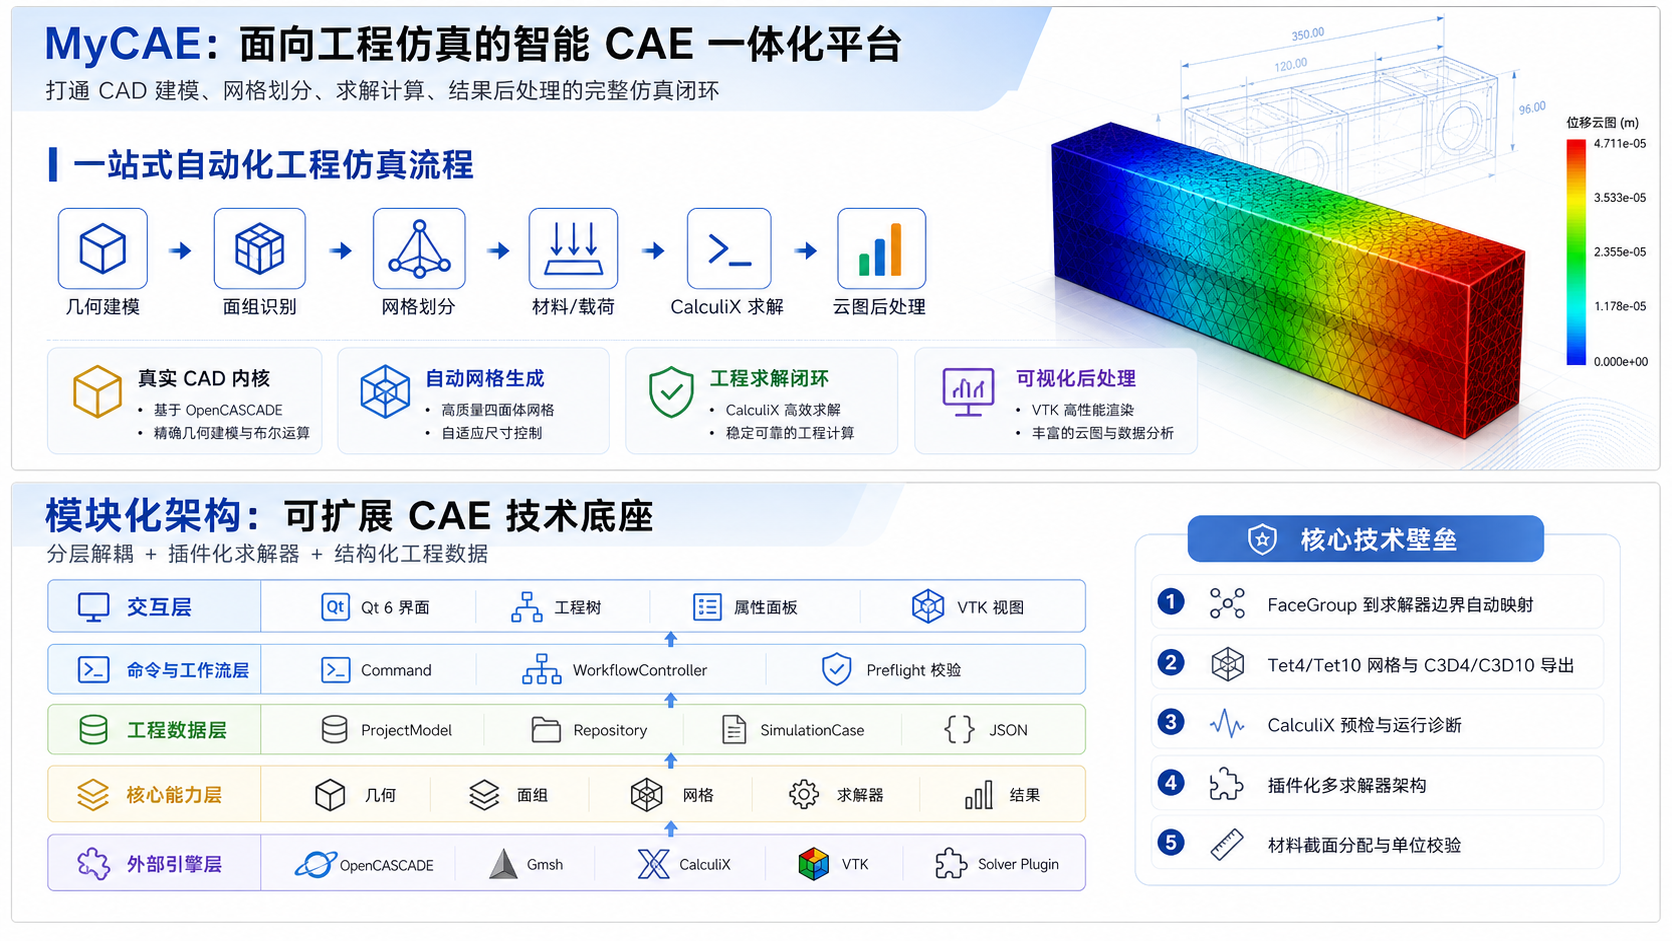 MyCAE：面向工程仿真的智能 CAE 一体化平台
打通 CAD 建模、网格划分、求解计算、结果后处理的完整仿真闭环
350.00
120.00
96.00
位移云图 (m)
4.711e-05
3.533e-05
2.355e-05
1.178e-05
0.000e+00
一站式自动化工程仿真流程
几何建模
面组识别
网格划分
材料/载荷
CalculiX 求解
云图后处理
真实 CAD 内核
• 基于 OpenCASCADE
• 精确几何建模与布尔运算
自动网格生成
• 高质量四面体网格
• 自适应尺寸控制
工程求解闭环
• CalculiX 高效求解
• 稳定可靠的工程计算
可视化后处理
• VTK 高性能渲染
• 丰富的云图与数据分析
模块化架构：可扩展 CAE 技术底座
分层解耦 + 插件化求解器 + 结构化工程数据
交互层
Qt
Qt 6 界面
工程树
属性面板
VTK 视图
命令与工作流层
Command
WorkflowController
Preflight 校验
工程数据层
ProjectModel
Repository
SimulationCase
JSON
核心能力层
几何
面组
网格
求解器
结果
外部引擎层
OpenCASCADE
Gmsh
CalculiX
VTK
Solver Plugin
核心技术壁垒
1 FaceGroup 到求解器边界自动映射
2 Tet4/Tet10 网格与 C3D4/C3D10 导出
3 CalculiX 预检与运行诊断
4 插件化多求解器架构
5 材料截面分配与单位校验